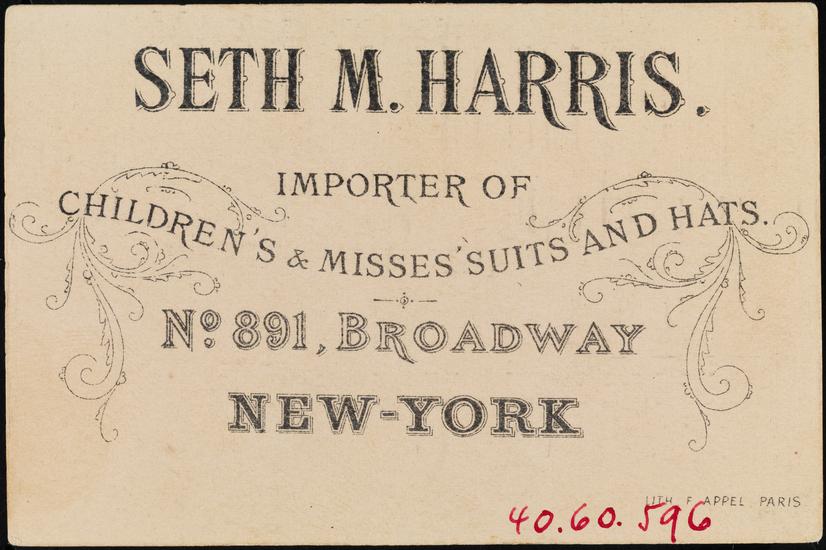 SETH M. HARRIS.
IMPORTER OF
CHILDREN'S & MISSES' SUITS AND HATS.
No. 891, BROADWAY
NEW-YORK
LITH F. APPEL PARIS
40.60.596